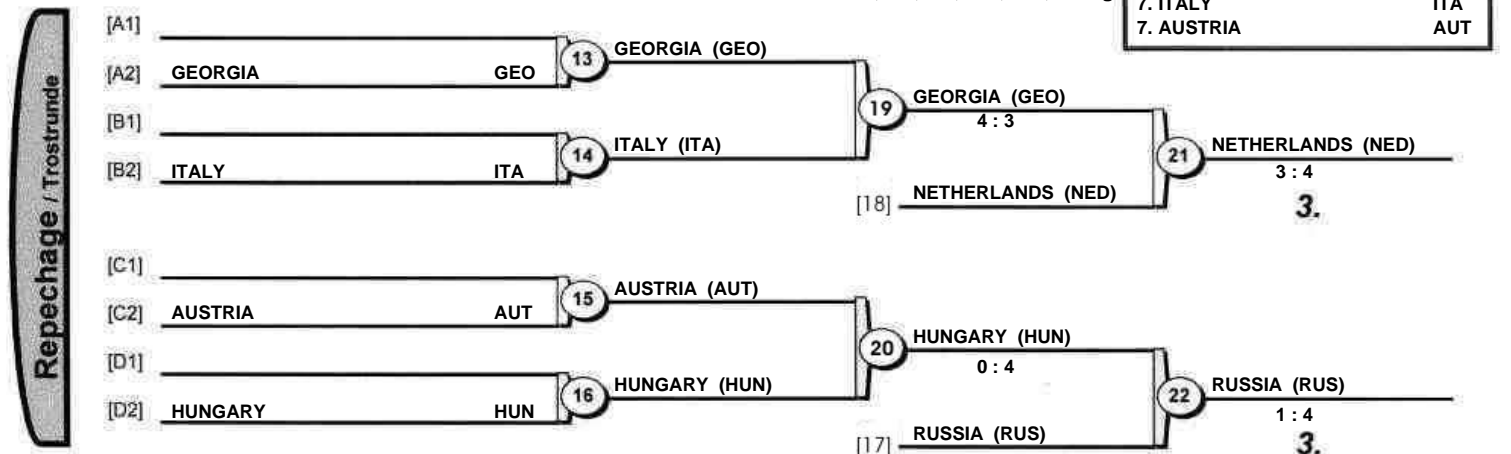 7. ITALY ITA
7. AUSTRIA AUT
Repechage / Trostrunde
[A1]
[A2] GEORGIA GEO
13
GEORGIA (GEO)
[B1]
[B2] ITALY ITA
14
ITALY (ITA)
19
GEORGIA (GEO)
4 : 3
[18] NETHERLANDS (NED)
21
NETHERLANDS (NED)
3 : 4
3.
[C1]
[C2] AUSTRIA AUT
15
AUSTRIA (AUT)
[D1]
[D2] HUNGARY HUN
16
HUNGARY (HUN)
20
HUNGARY (HUN)
0 : 4
[17] RUSSIA (RUS)
22
RUSSIA (RUS)
1 : 4
3.